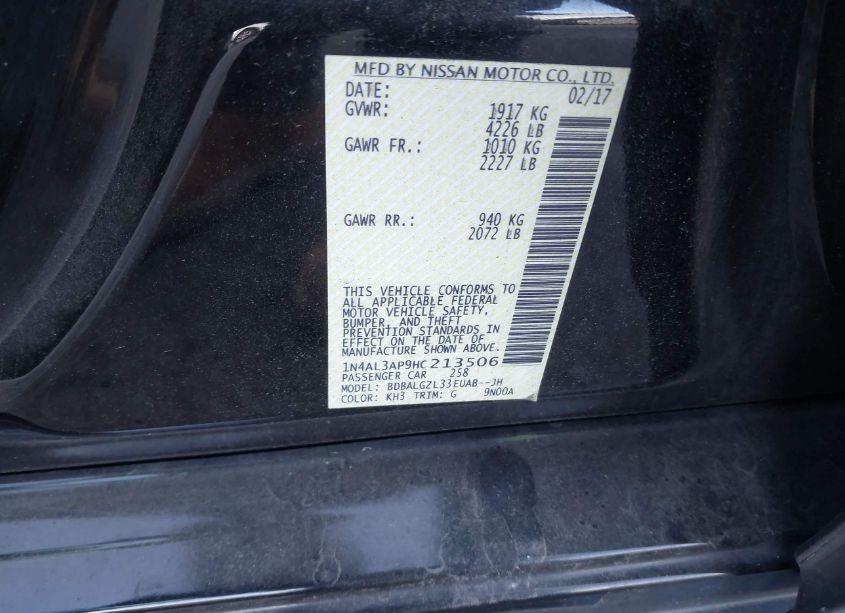 MFD BY NISSAN MOTOR CO., LTD.
DATE: 02/17
GVWR: 1917 KG
4226 LB
GAWR FR.: 1010 KG
2227 LB
GAWR RR.: 940 KG
2072 LB
THIS VEHICLE CONFORMS TO
ALL APPLICABLE FEDERAL
MOTOR VEHICLE SAFETY,
BUMPER, AND THEFT
PREVENTION STANDARDS IN
EFFECT ON THE DATE OF
MANUFACTURE SHOWN ABOVE.
1N4AL3AP9HC213506
PASSENGER CAR 258
MODEL: BDBALGZL33EUAB--JH
COLOR: KH3 TRIM: G 9N00A